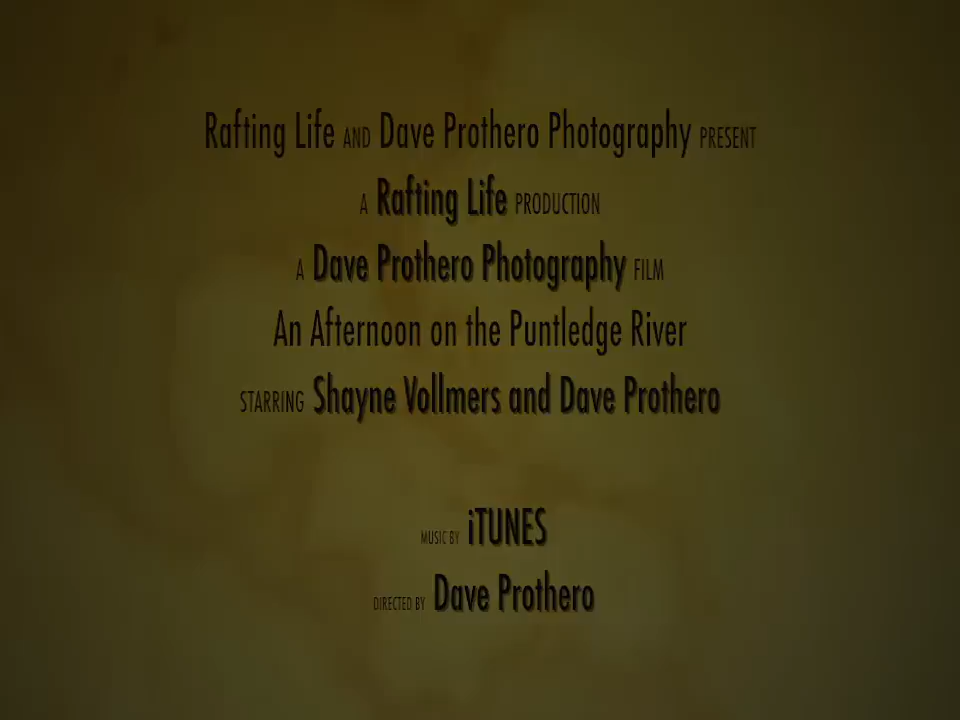 Rafting Life AND Dave Prothero Photography PRESENT
A Rafting Life PRODUCTION
A Dave Prothero Photography FILM
An Afternoon on the Puntledge River
STARRING Shayne Vollmers and Dave Prothero
MUSIC BY iTUNES
DIRECTED BY Dave Prothero